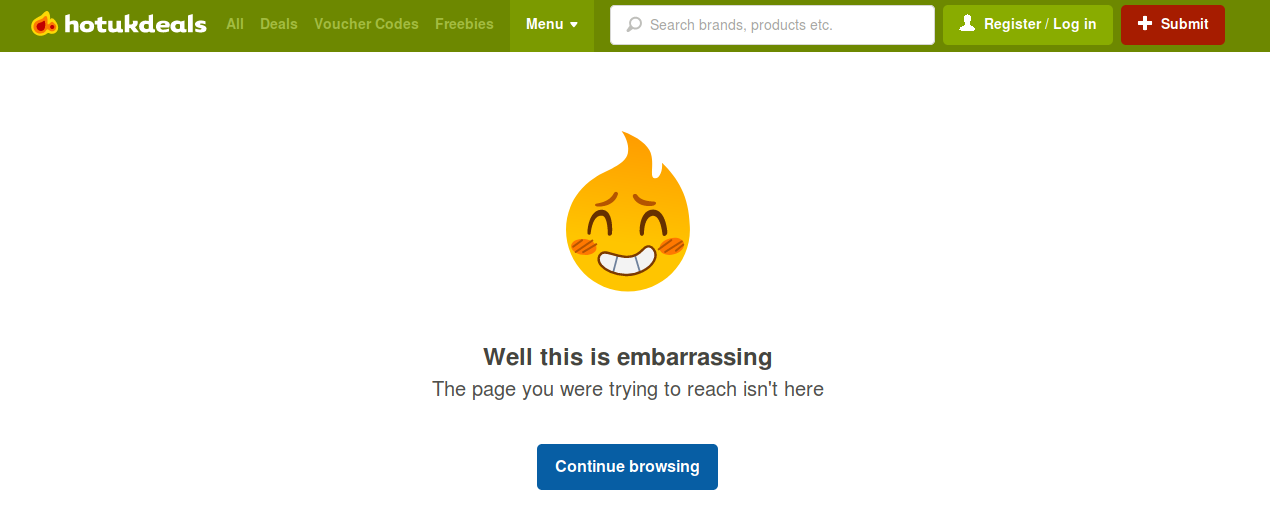 hotukdeals All Deals Voucher Codes Freebies Menu Search brands, products etc. Register / Log in Submit
Well this is embarrassing
The page you were trying to reach isn't here
Continue browsing